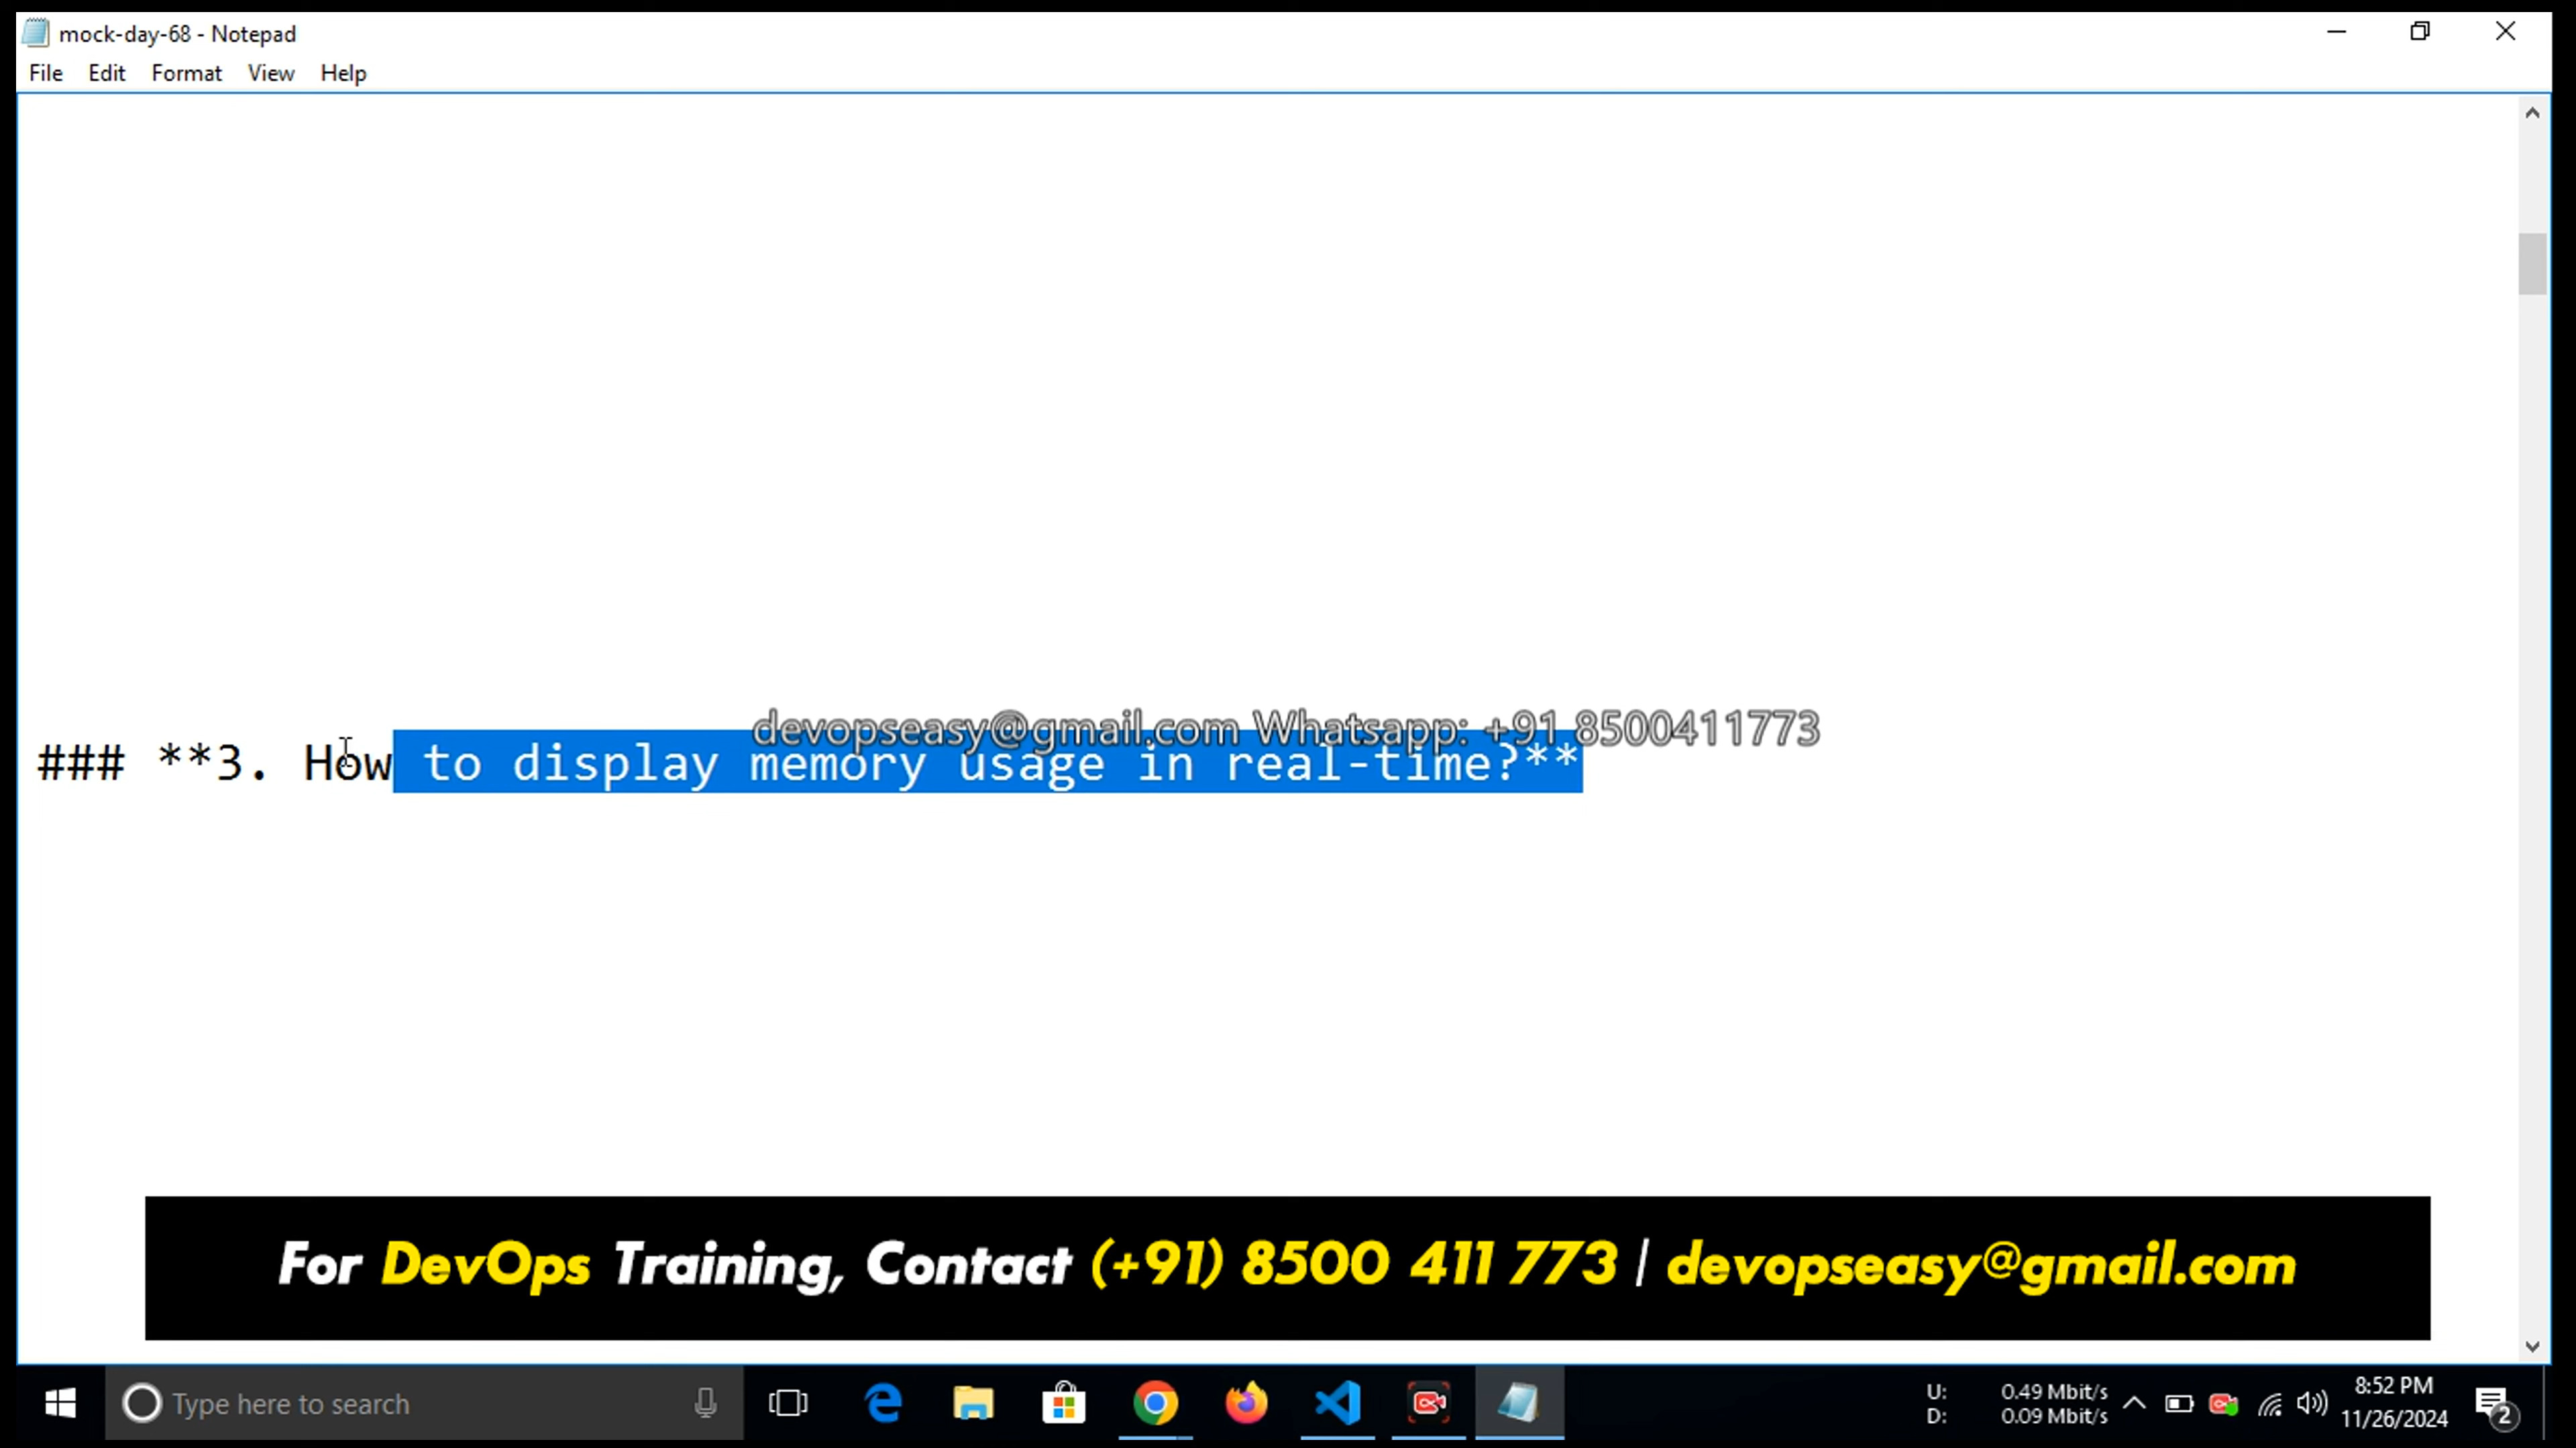 mock-day-68 - Notepad
File Edit Format View Help
devopseasy@gmail.com Whatsapp: +91 8500411773
### **3. How to display memory usage in real-time?**
For DevOps Training, Contact (+91) 8500 411 773 | devopseasy@gmail.com
Type here to search
U: 0.49 Mbit/s
D: 0.09 Mbit/s
8:52 PM
11/26/2024
2